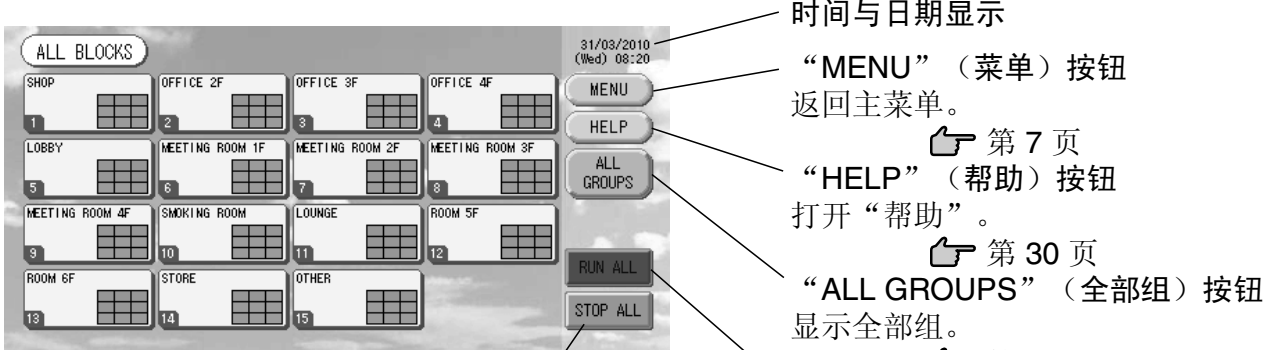 时间与日期显示
ALL BLOCKS
31/03/2010
(Wed) 08:20
SHOP
1
OFFICE 2F
2
OFFICE 3F
3
OFFICE 4F
4
MENU
“MENU”（菜单）按钮
返回主菜单。
第 7 页
HELP
LOBBY
5
MEETING ROOM 1F
6
MEETING ROOM 2F
7
MEETING ROOM 3F
8
ALL
GROUPS
“HELP”（帮助）按钮
打开“帮助”。
第 30 页
MEETING ROOM 4F
9
SMOKING ROOM
10
LOUNGE
11
ROOM 5F
12
RUN ALL
“ALL GROUPS”（全部组）按钮
显示全部组。
ROOM 6F
13
STORE
14
OTHER
15
STOP ALL